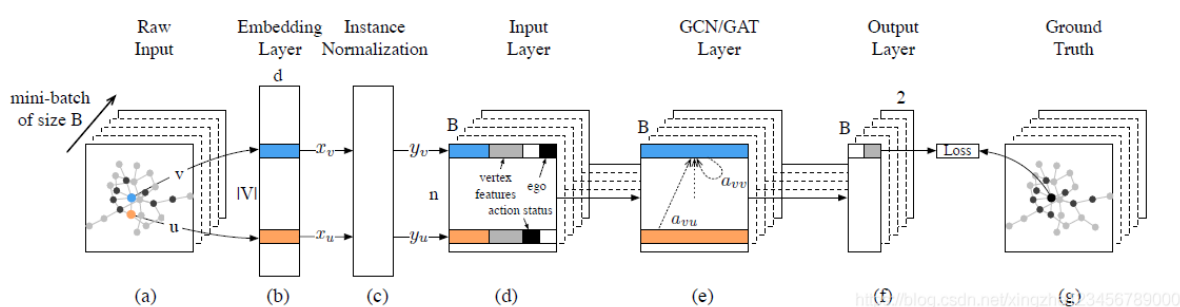 Raw
Input
Embedding
Layer
Instance
Normalization
Input
Layer
GCN/GAT
Layer
Output
Layer
Ground
Truth
mini-batch
of size B
d
B
B
2
B
v
x_v
y_v
a_vv
Loss
|V|
vertex
features
ego
n
action status
u
x_u
y_u
a_vu
(a)
(b)
(c)
(d)
(e)
(f)
(g)